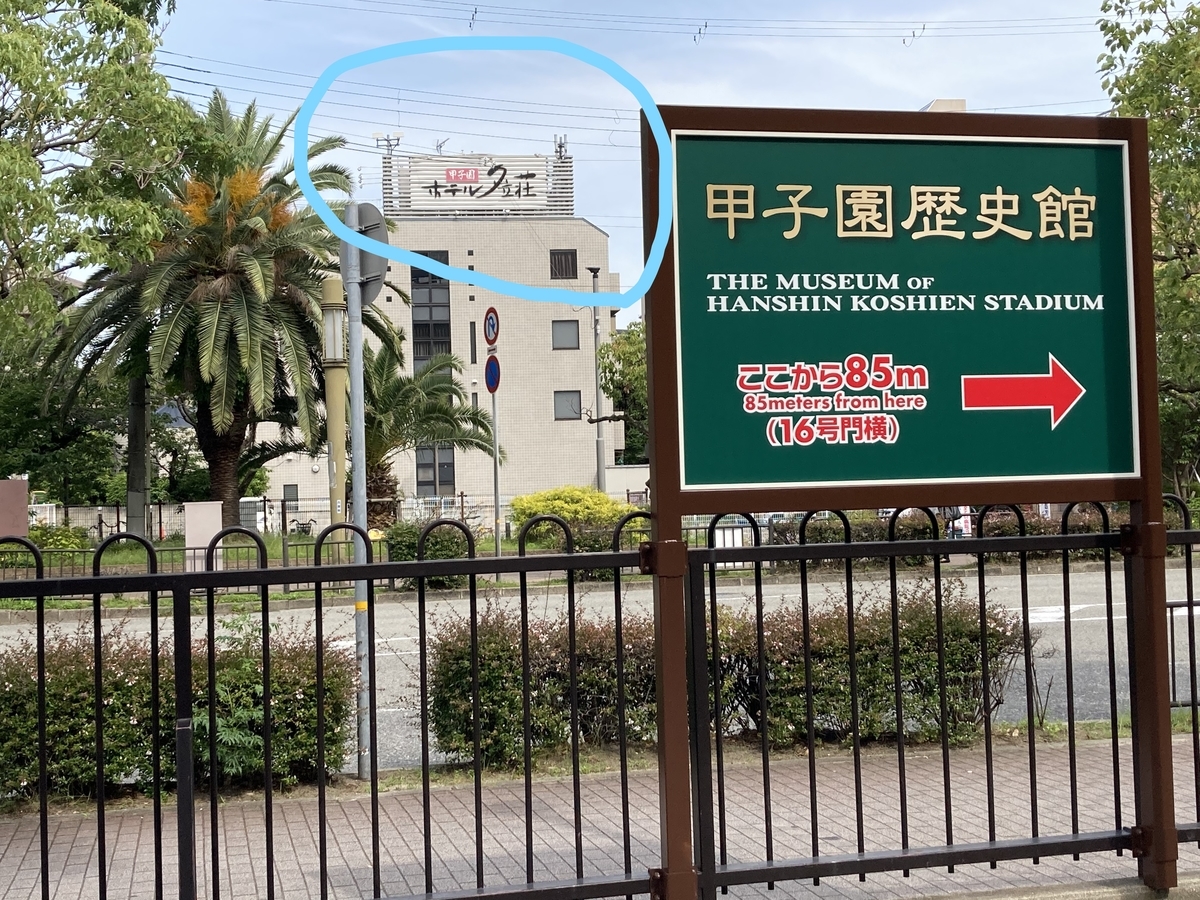 甲子園
ホテル夕立荘
甲子園歴史館
THE MUSEUM OF
HANSHIN KOSHIEN STADIUM
ここから85m
85meters from here
(16号門横)